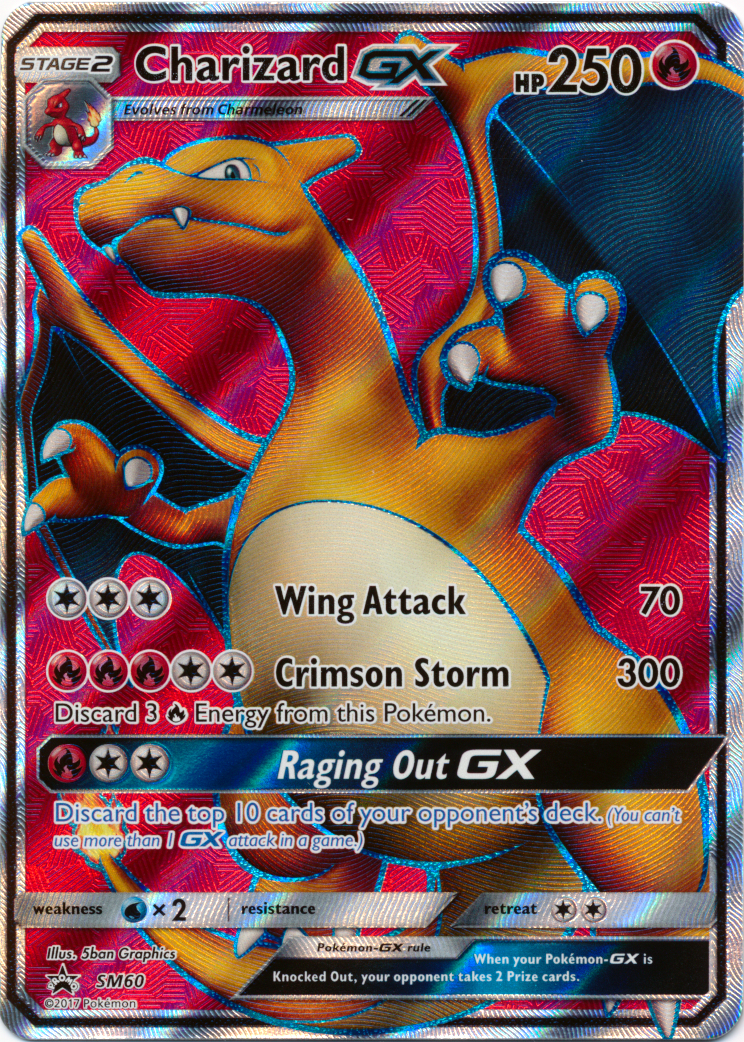 STAGE 2 Charizard GX HP 250
Evolves from Charmeleon
Wing Attack 70
Crimson Storm 300
Discard 3 Energy from this Pokémon.
Raging Out GX
Discard the top 10 cards of your opponent's deck. (You can't
use more than 1 GX attack in a game.)
weakness ×2 resistance retreat
Illus. 5ban Graphics
SM60
©2017 Pokémon
Pokémon-GX rule
When your Pokémon-GX is
Knocked Out, your opponent takes 2 Prize cards.